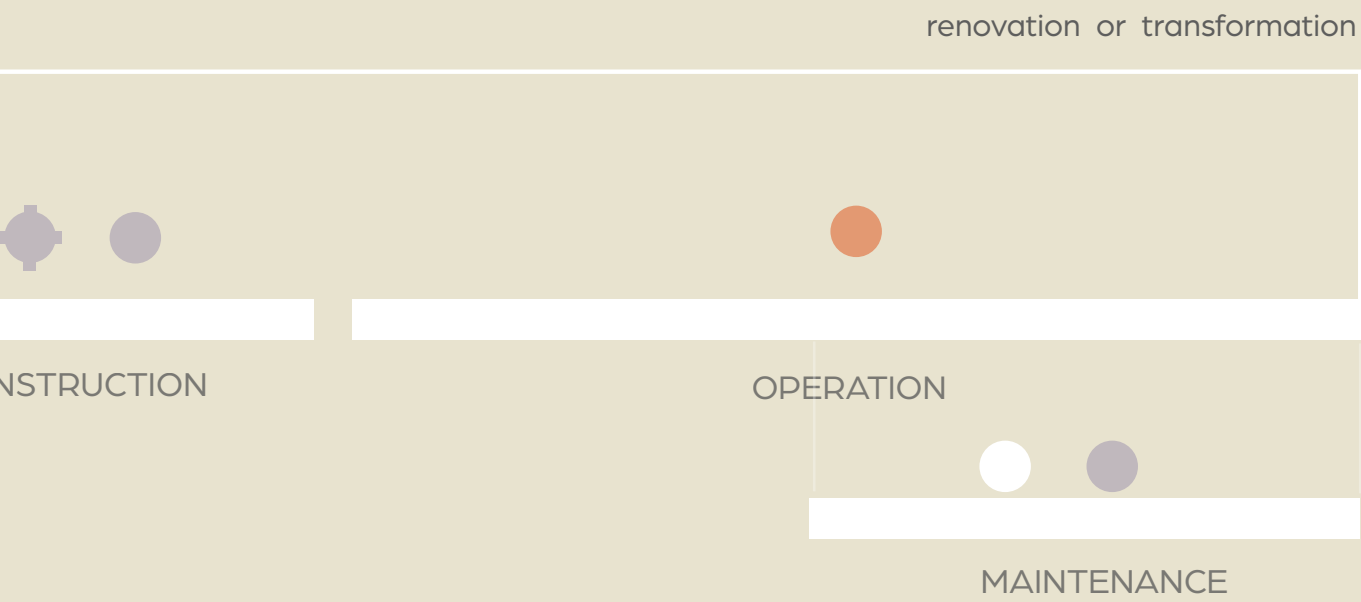 renovation or transformation
NSTRUCTION
OPERATION
MAINTENANCE